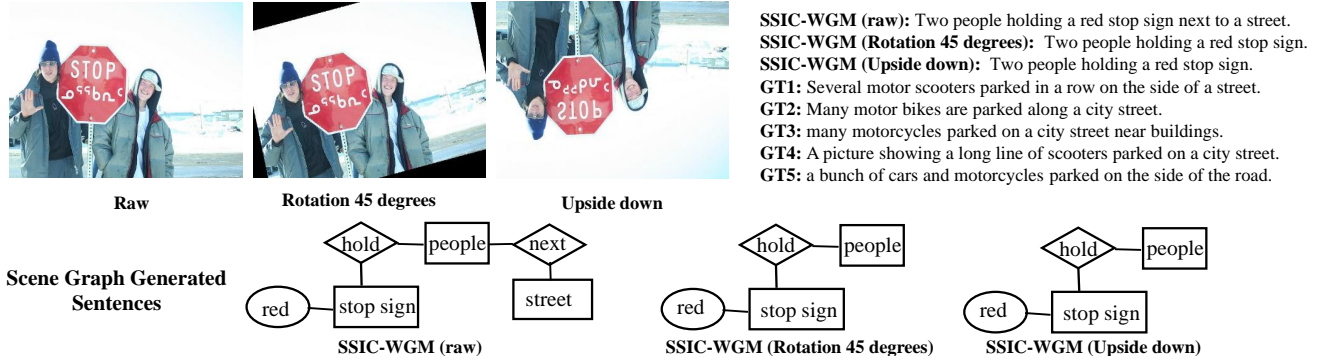 STOP
STOP
STOP
SSIC-WGM (raw): Two people holding a red stop sign next to a street.
SSIC-WGM (Rotation 45 degrees): Two people holding a red stop sign.
SSIC-WGM (Upside down): Two people holding a red stop sign.
GT1: Several motor scooters parked in a row on the side of a street.
GT2: Many motor bikes are parked along a city street.
GT3: many motorcycles parked on a city street near buildings.
GT4: A picture showing a long line of scooters parked on a city street.
GT5: a bunch of cars and motorcycles parked on the side of the road.
Raw
Rotation 45 degrees
Upside down
Scene Graph Generated
Sentences
hold
people
next
red
stop sign
street
SSIC-WGM (raw)
hold
people
red
stop sign
SSIC-WGM (Rotation 45 degrees)
hold
people
red
stop sign
SSIC-WGM (Upside down)